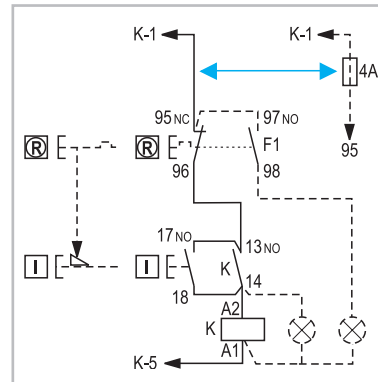 K-1 K-1
4A
95 NC 97 NO
95
R R F1
96 98
17 NO 13 NO
I I K
14
18
A2
K
A1
K-5